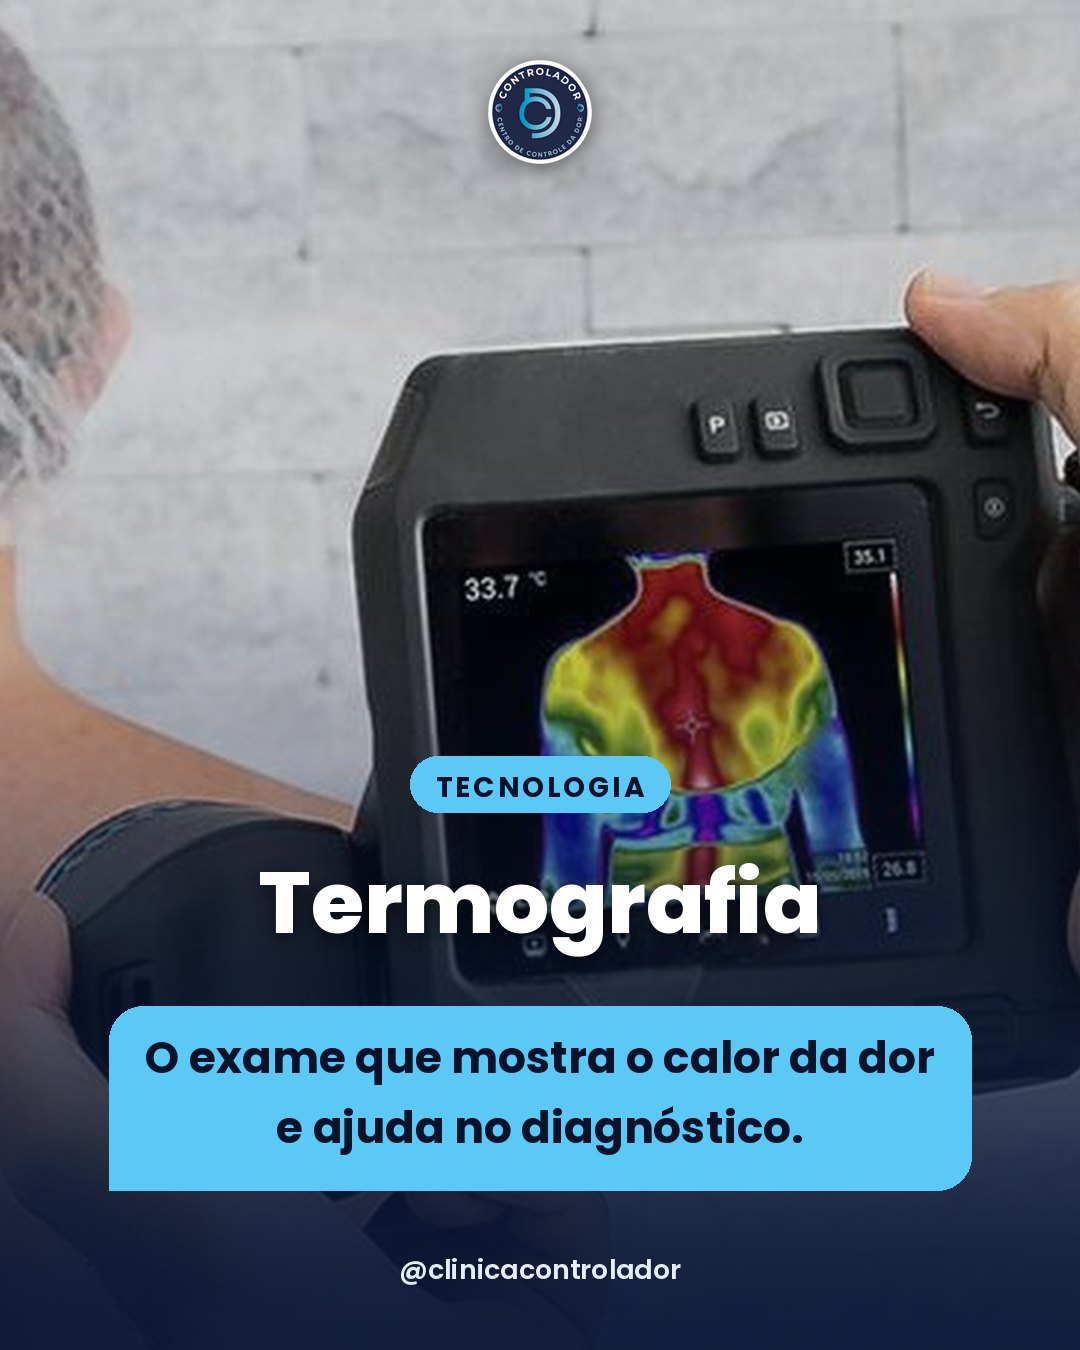 CONTROLADOR
CENTRO DE CONTROLE DA DOR
P
33.7 °C
35.1
TECNOLOGIA
26.8
Termografia
O exame que mostra o calor da dor
e ajuda no diagnóstico.
@clinicacontrolador